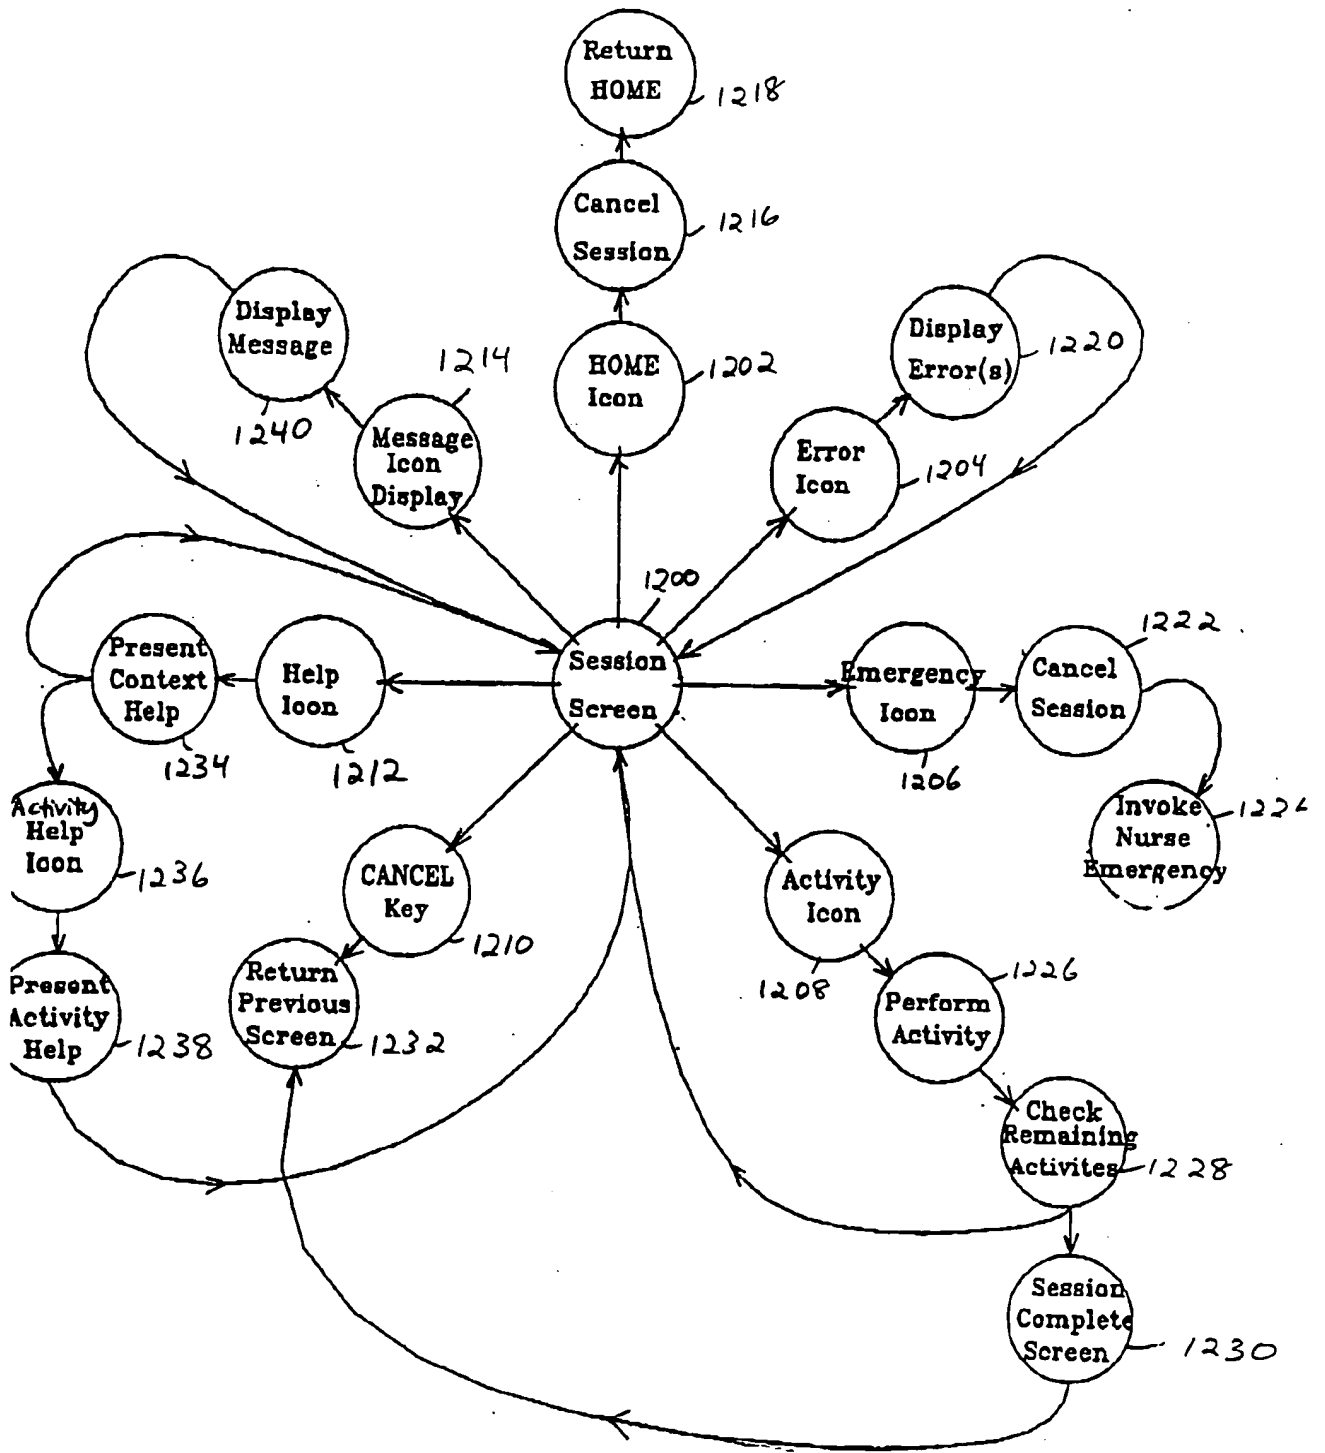 Return
HOME
1218
Cancel
Session
1216
HOME
Icon
1202
Display
Message
1240
Message
Icon
Display
1214
Display
Error(s)
1220
Error
Icon
1204
Session
Screen
1200
Present
Context
Help
1234
Help
Icon
1212
Emergency
Icon
1206
Cancel
Session
1222
Invoke
Nurse
Emergency
Activity
Help
Icon
1236
CANCEL
Key
1210
Activity
Icon
1208
Present
Activity
Help
1238
Return
Previous
Screen
1232
Perform
Activity
1226
Check
Remaining
Activites
1228
Session
Complete
Screen
1230